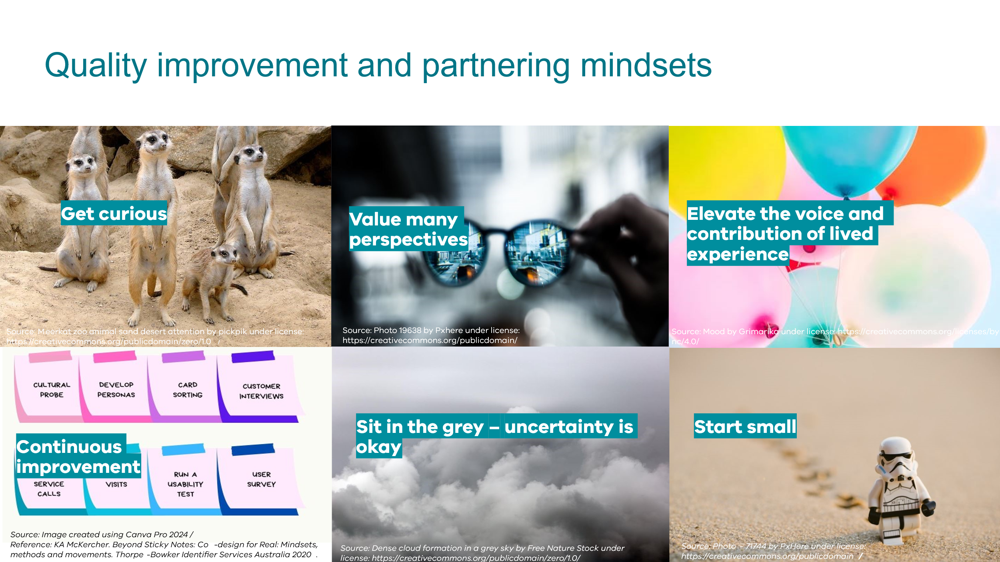 Quality improvement and partnering mindsets
Get curious
Source: Meerkat zoo animal sand desert attention by pickpik under license:
https://creativecommons.org/publicdomain/zero/1.0 /
Value many
perspectives
Source: Photo 19638 by Pxhere under license:
https://creativecommons.org/publicdomain/
Elevate the voice and
contribution of lived
experience
Source: Mood by Grimarika under license: https://creativecommons.org/licenses/by
nc/4.0/
CULTURAL
PROBE
DEVELOP
PERSONAS
CARD
SORTING
CUSTOMER
INTERVIEWS
Continuous
improvement
SERVICE
CALLS
VISITS
RUN A
USABILITY
TEST
USER
SURVEY
Source: Image created using Canva Pro 2024 /
Reference: KA McKercher. Beyond Sticky Notes: Co -design for Real: Mindsets,
methods and movements. Thorpe -Bowker Identifier Services Australia 2020 .
Sit in the grey – uncertainty is
okay
Source: Dense cloud formation in a grey sky by Free Nature Stock under
license: https://creativecommons.org/publicdomain/zero/1.0/
Start small
Source: Photo - 71744 by PxHere under license:
https://creativecommons.org/publicdomain /